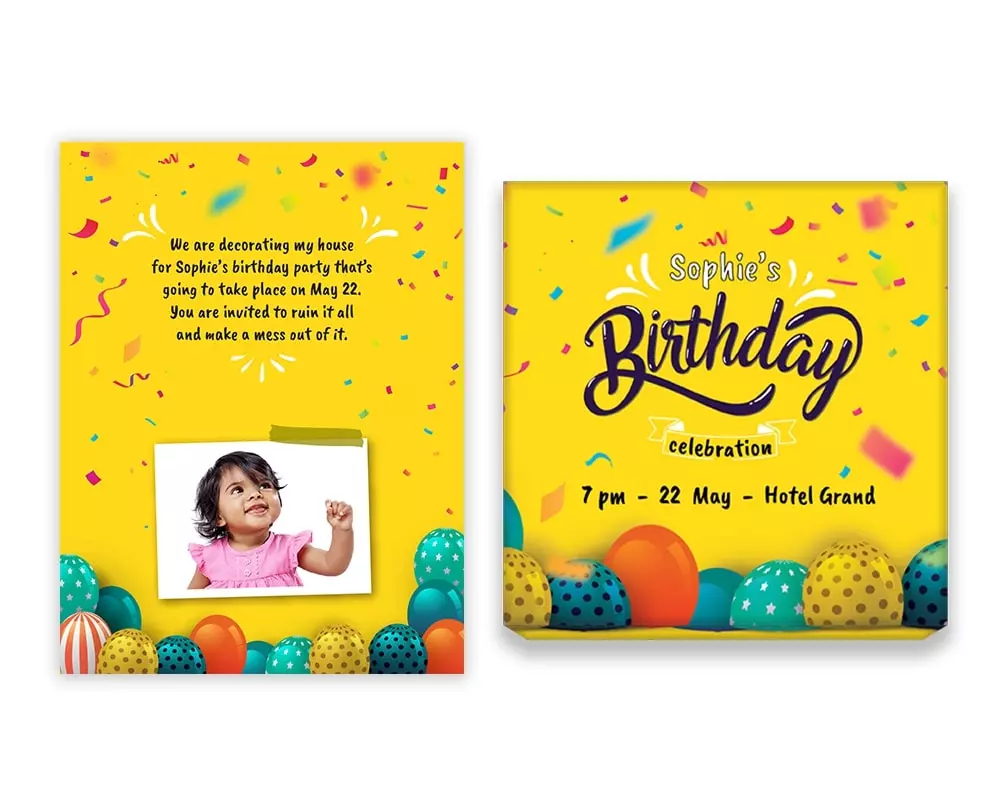 We are decorating my house
for Sophie's birthday party that's
going to take place on May 22.
You are invited to ruin it all
and make a mess out of it.
Sophie's
Birthday
celebration
7 pm - 22 May - Hotel Grand